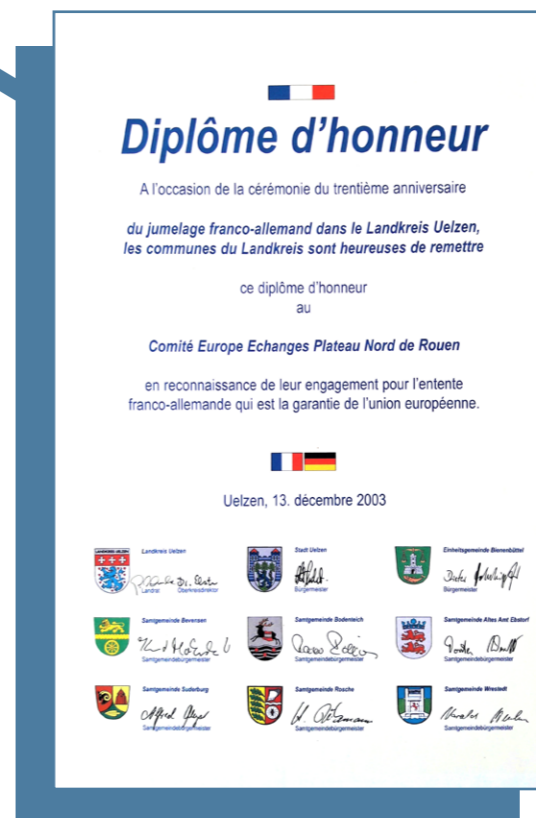 Diplôme d'honneur
A l'occasion de la cérémonie du trentième anniversaire
du jumelage franco-allemand dans le Landkreis Uelzen,
les communes du Landkreis sont heureuses de remettre
ce diplôme d'honneur
au
Comité Europe Echanges Plateau Nord de Rouen
en reconnaissance de leur engagement pour l'entente
franco-allemande qui est la garantie de l'union européenne.
Uelzen, 13. décembre 2003
LANDKREIS UELZEN
Landkreis Uelzen
Landrat Oberkreisdirektor
Stadt Uelzen
Bürgermeister
Einheitsgemeinde Bienenbüttel
Bürgermeister
Samtgemeinde Bevensen
Samtgemeindebürgermeister
Samtgemeinde Bodenteich
Samtgemeindebürgermeister
Samtgemeinde Altes Amt Ebstorf
Samtgemeindebürgermeister
Samtgemeinde Suderburg
Samtgemeindebürgermeister
Samtgemeinde Rosche
Samtgemeindebürgermeister
Samtgemeinde Wrestedt
Samtgemeindebürgermeister